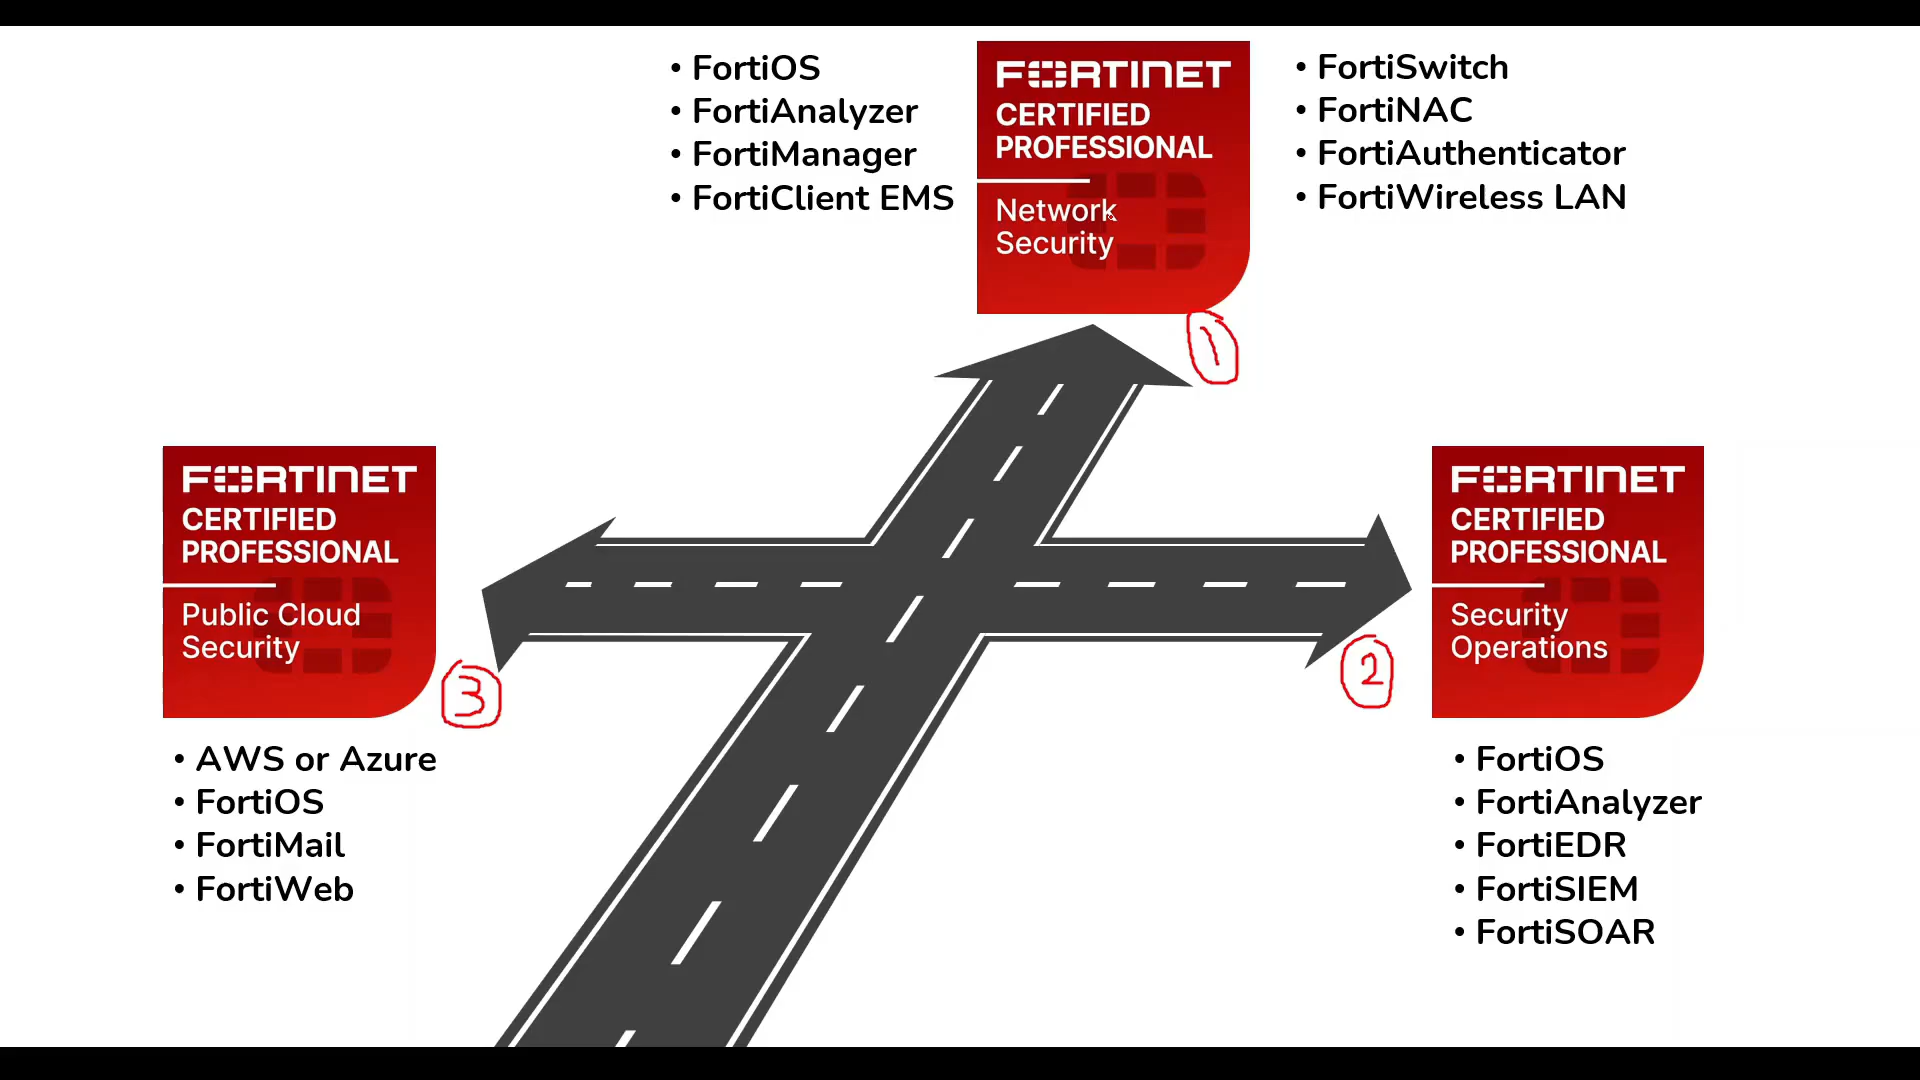 • FortiOS
• FortiAnalyzer
• FortiManager
• FortiClient EMS
FORTINET
CERTIFIED
PROFESSIONAL
Network
Security
• FortiSwitch
• FortiNAC
• FortiAuthenticator
• FortiWireless LAN
1
FORTINET
CERTIFIED
PROFESSIONAL
Public Cloud
Security
3
• AWS or Azure
• FortiOS
• FortiMail
• FortiWeb
FORTINET
CERTIFIED
PROFESSIONAL
Security
Operations
2
• FortiOS
• FortiAnalyzer
• FortiEDR
• FortiSIEM
• FortiSOAR